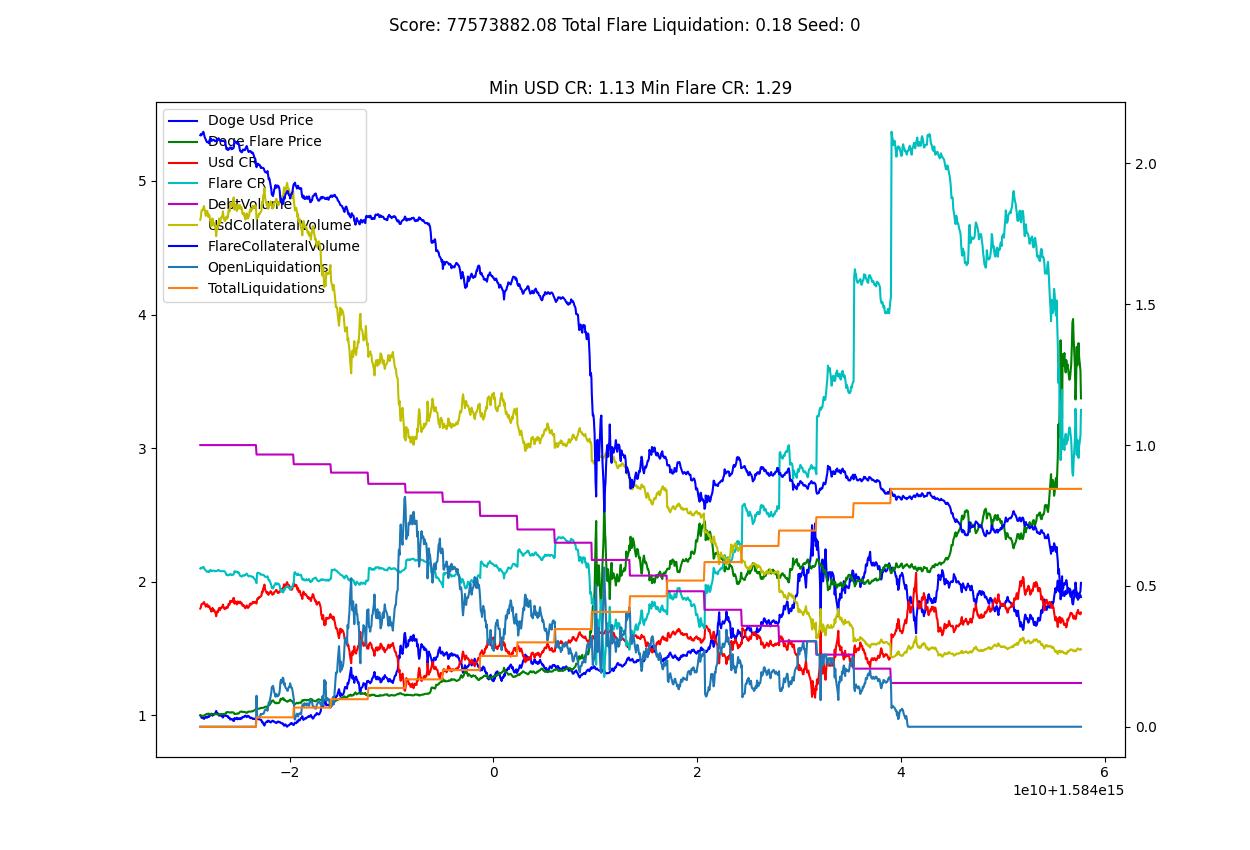 Score: 77573882.08 Total Flare Liquidation: 0.18 Seed: 0
Min USD CR: 1.13 Min Flare CR: 1.29
Doge Usd Price
Doge Flare Price
Usd CR
Flare CR
DebtVolume
UsdCollateralVolume
FlareCollateralVolume
OpenLiquidations
TotalLiquidations
5
4
3
2
1
2.0
1.5
1.0
0.5
0.0
−2
0
2
4
6
1e10+1.584e15